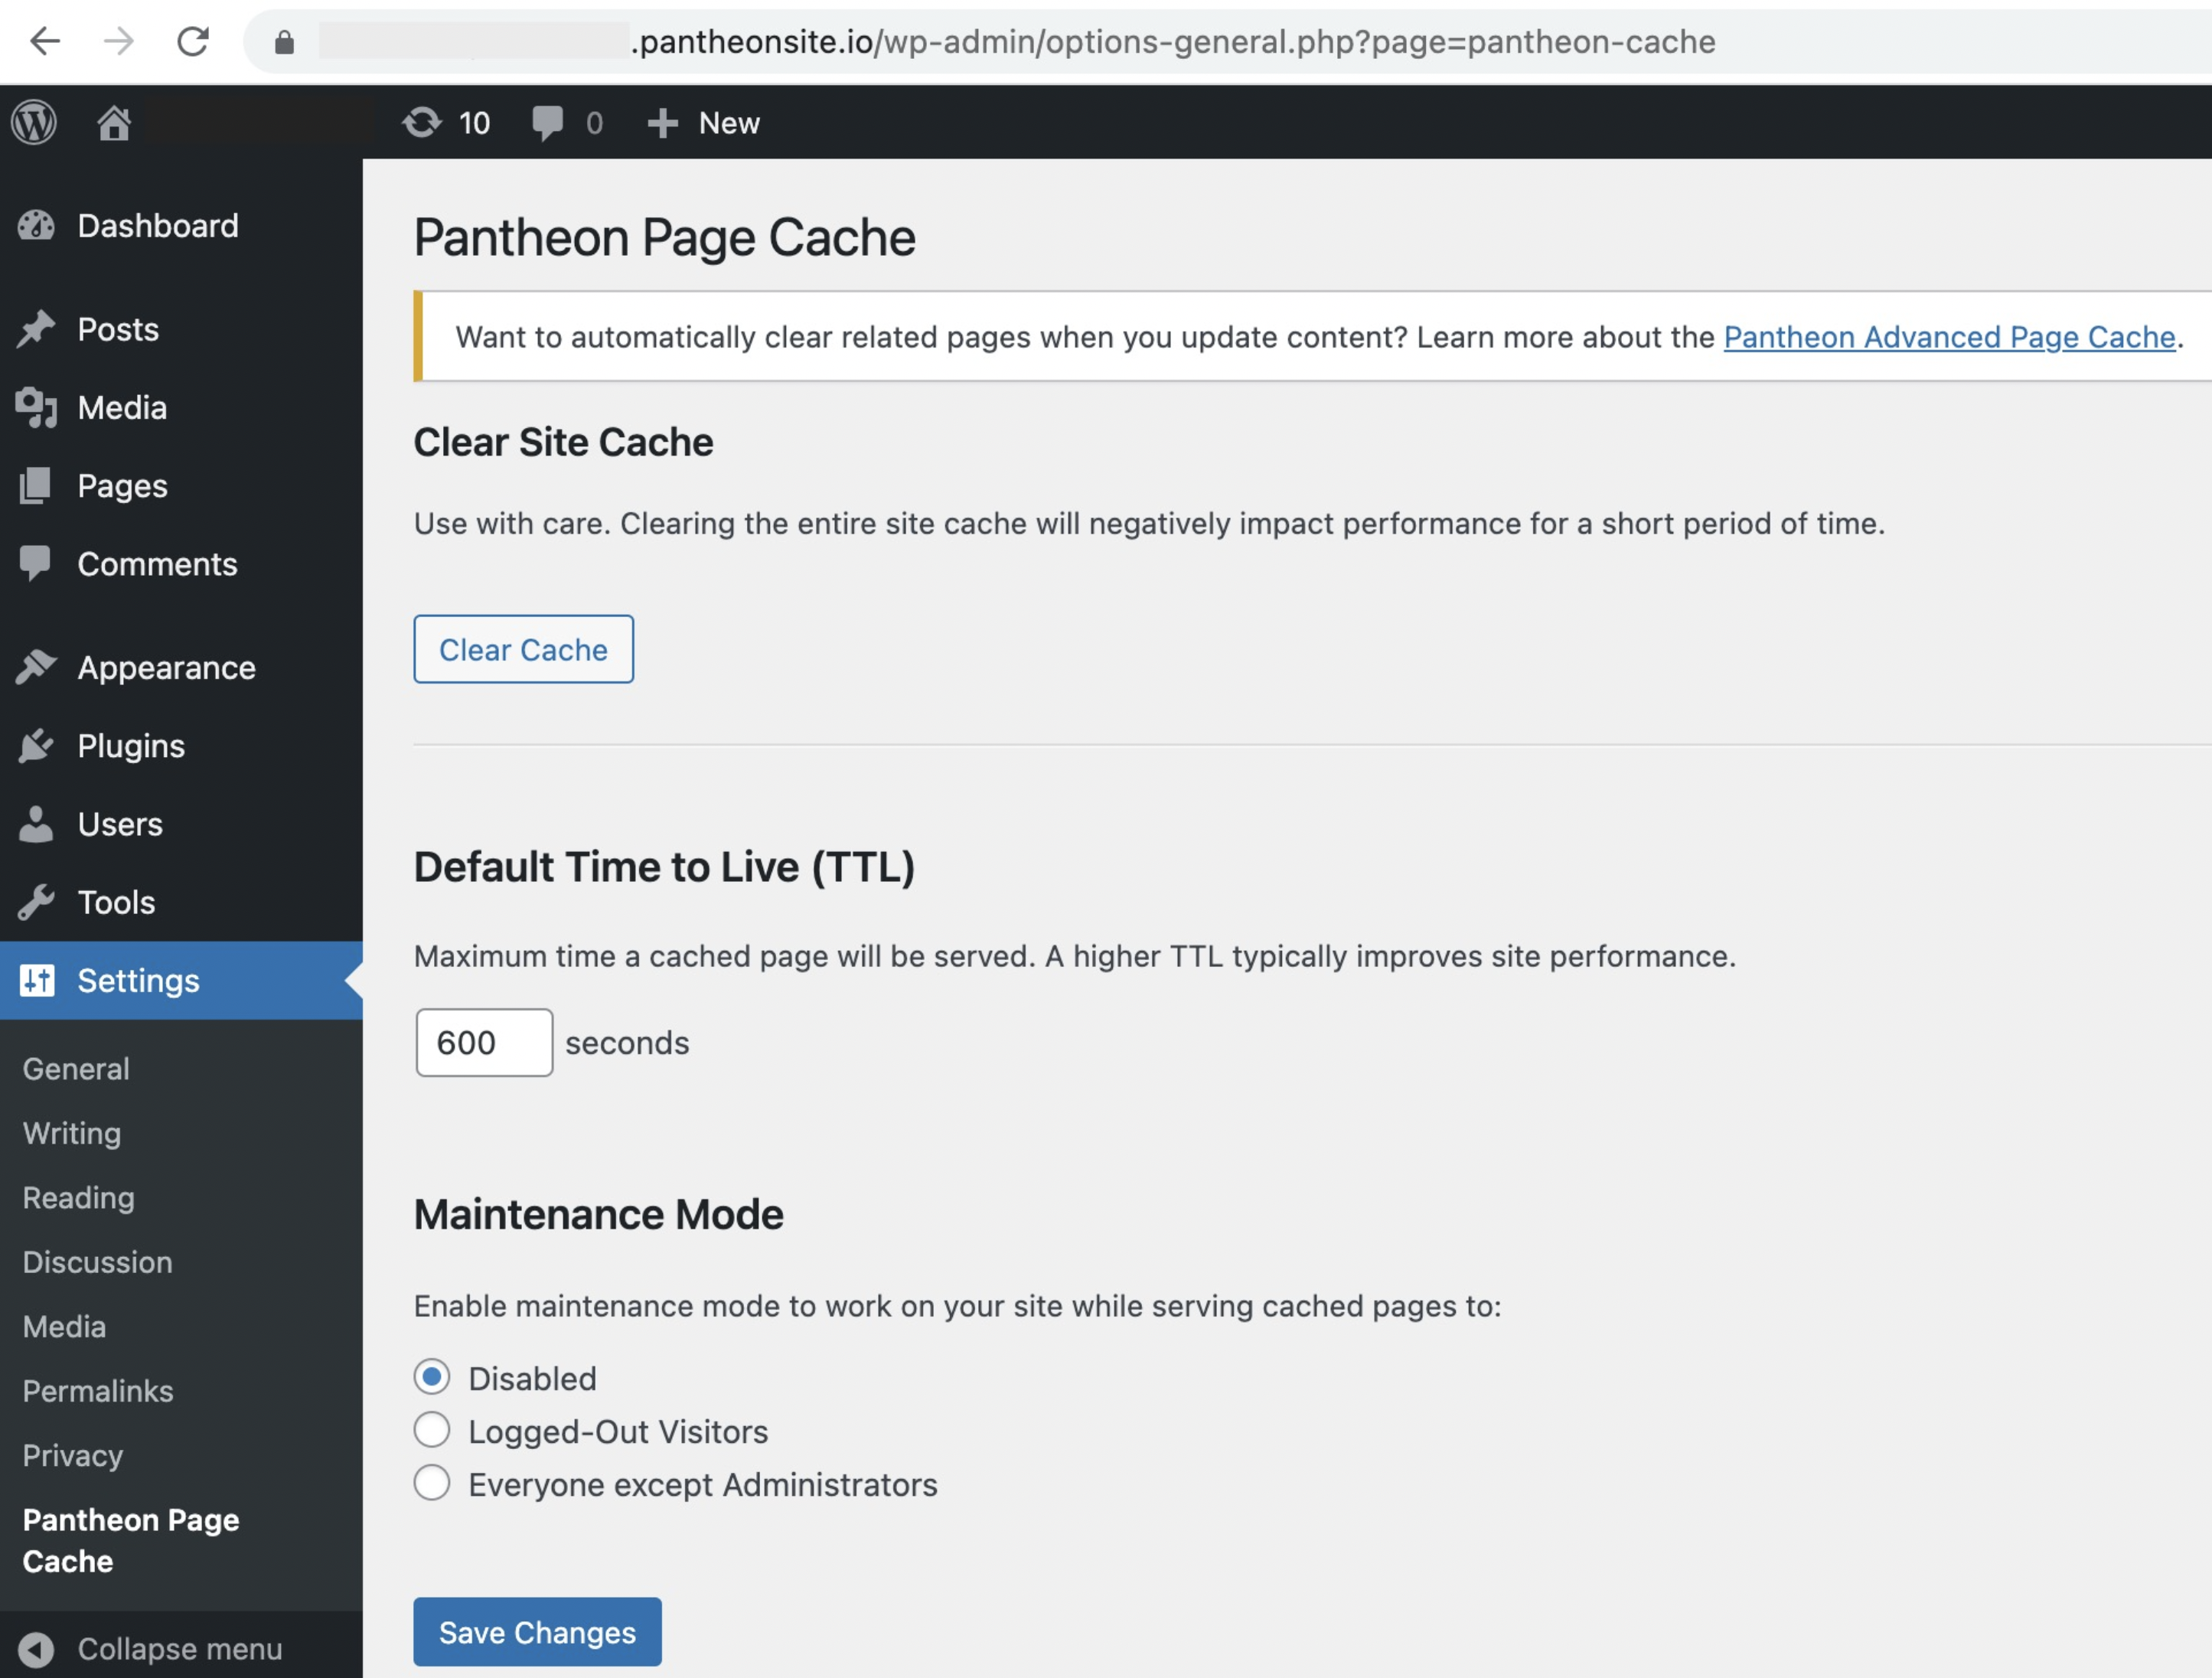 .pantheonsite.io/wp-admin/options-general.php?page=pantheon-cache
10 0 New
Dashboard
Posts
Media
Pages
Comments
Appearance
Plugins
Users
Tools
Settings
General
Writing
Reading
Discussion
Media
Permalinks
Privacy
Pantheon Page
Cache
Collapse menu
Pantheon Page Cache
Want to automatically clear related pages when you update content? Learn more about the Pantheon Advanced Page Cache.
Clear Site Cache
Use with care. Clearing the entire site cache will negatively impact performance for a short period of time.
Clear Cache
Default Time to Live (TTL)
Maximum time a cached page will be served. A higher TTL typically improves site performance.
600 seconds
Maintenance Mode
Enable maintenance mode to work on your site while serving cached pages to:
Disabled
Logged-Out Visitors
Everyone except Administrators
Save Changes